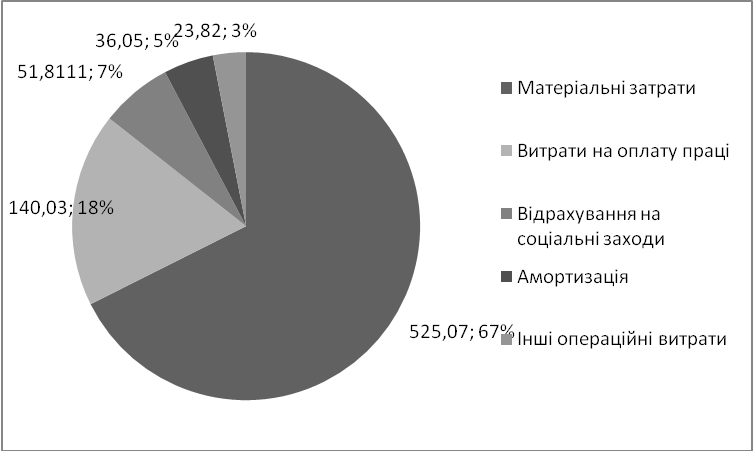 23,82; 3%
36,05; 5%
51,8111; 7%
140,03; 18%
525,07; 67%
Матеріальні затрати
Витрати на оплату праці
Відрахування на
соціальні заходи
Амортизація
Інші операційні витрати